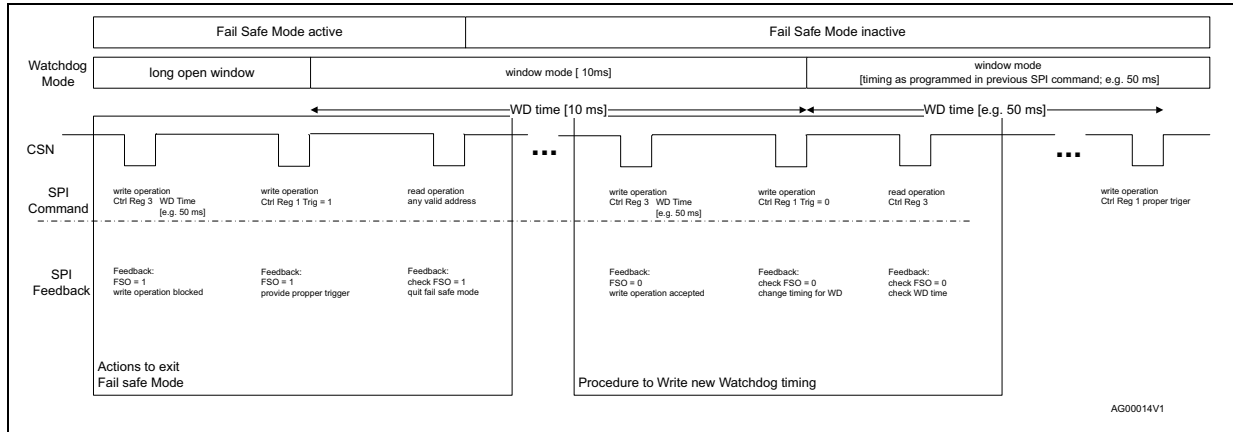 Fail Safe Mode active
Fail Safe Mode inactive
Watchdog
Mode
long open window
window mode [ 10ms]
window mode
[timing as programmed in previous SPI command; e.g. 50 ms]
WD time [10 ms]
WD time [e.g. 50 ms]
CSN
...
...
SPI
Command
write operation
Ctrl Reg 3 WD Time
[e.g. 50 ms]
write operation
Ctrl Reg 1 Trig = 1
read operation
any valid address
write operation
Ctrl Reg 3 WD Time
[e.g. 50 ms]
write operation
Ctrl Reg 1 Trig = 0
read operation
Ctrl Reg 3
write operation
Ctrl Reg 1 proper triger
SPI
Feedback
Feedback:
FSO = 1
write operation blocked
Feedback:
FSO = 1
provide propper trigger
Feedback:
check FSO = 1
quit fail safe mode
Feedback:
FSO = 0
write operation accepted
Feedback:
check FSO = 0
change timing for WD
Feedback:
check FSO = 0
check WD time
Actions to exit
Fail safe Mode
Procedure to Write new Watchdog timing
AG00014V1